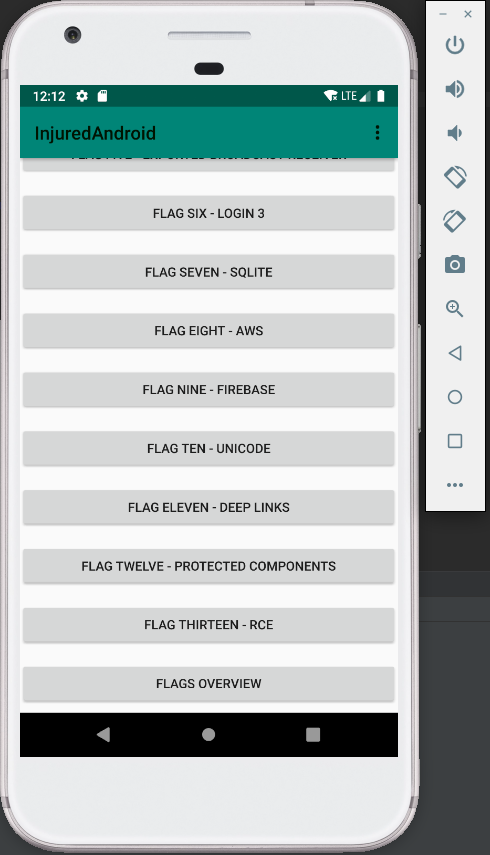 12:12
LTE
InjuredAndroid
FLAG SIX - LOGIN 3
FLAG SEVEN - SQLITE
FLAG EIGHT - AWS
FLAG NINE - FIREBASE
FLAG TEN - UNICODE
FLAG ELEVEN - DEEP LINKS
FLAG TWELVE - PROTECTED COMPONENTS
FLAG THIRTEEN - RCE
FLAGS OVERVIEW